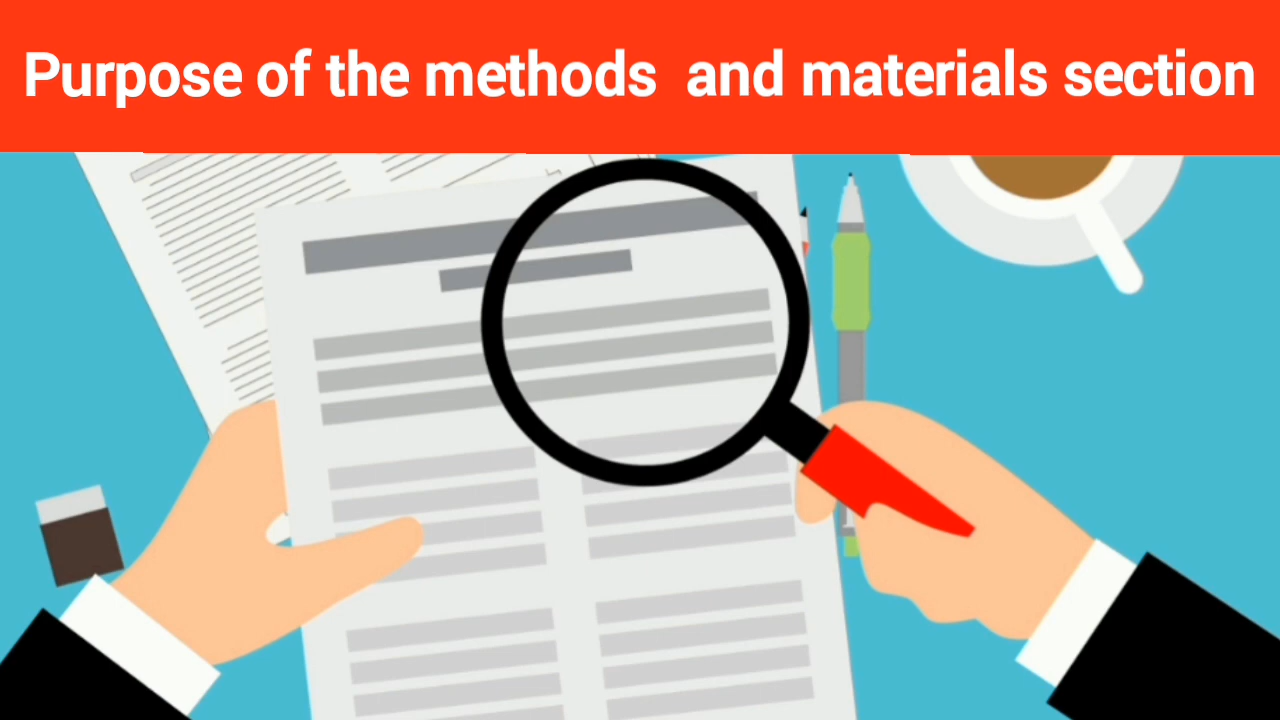 Purpose of the methods  and materials section